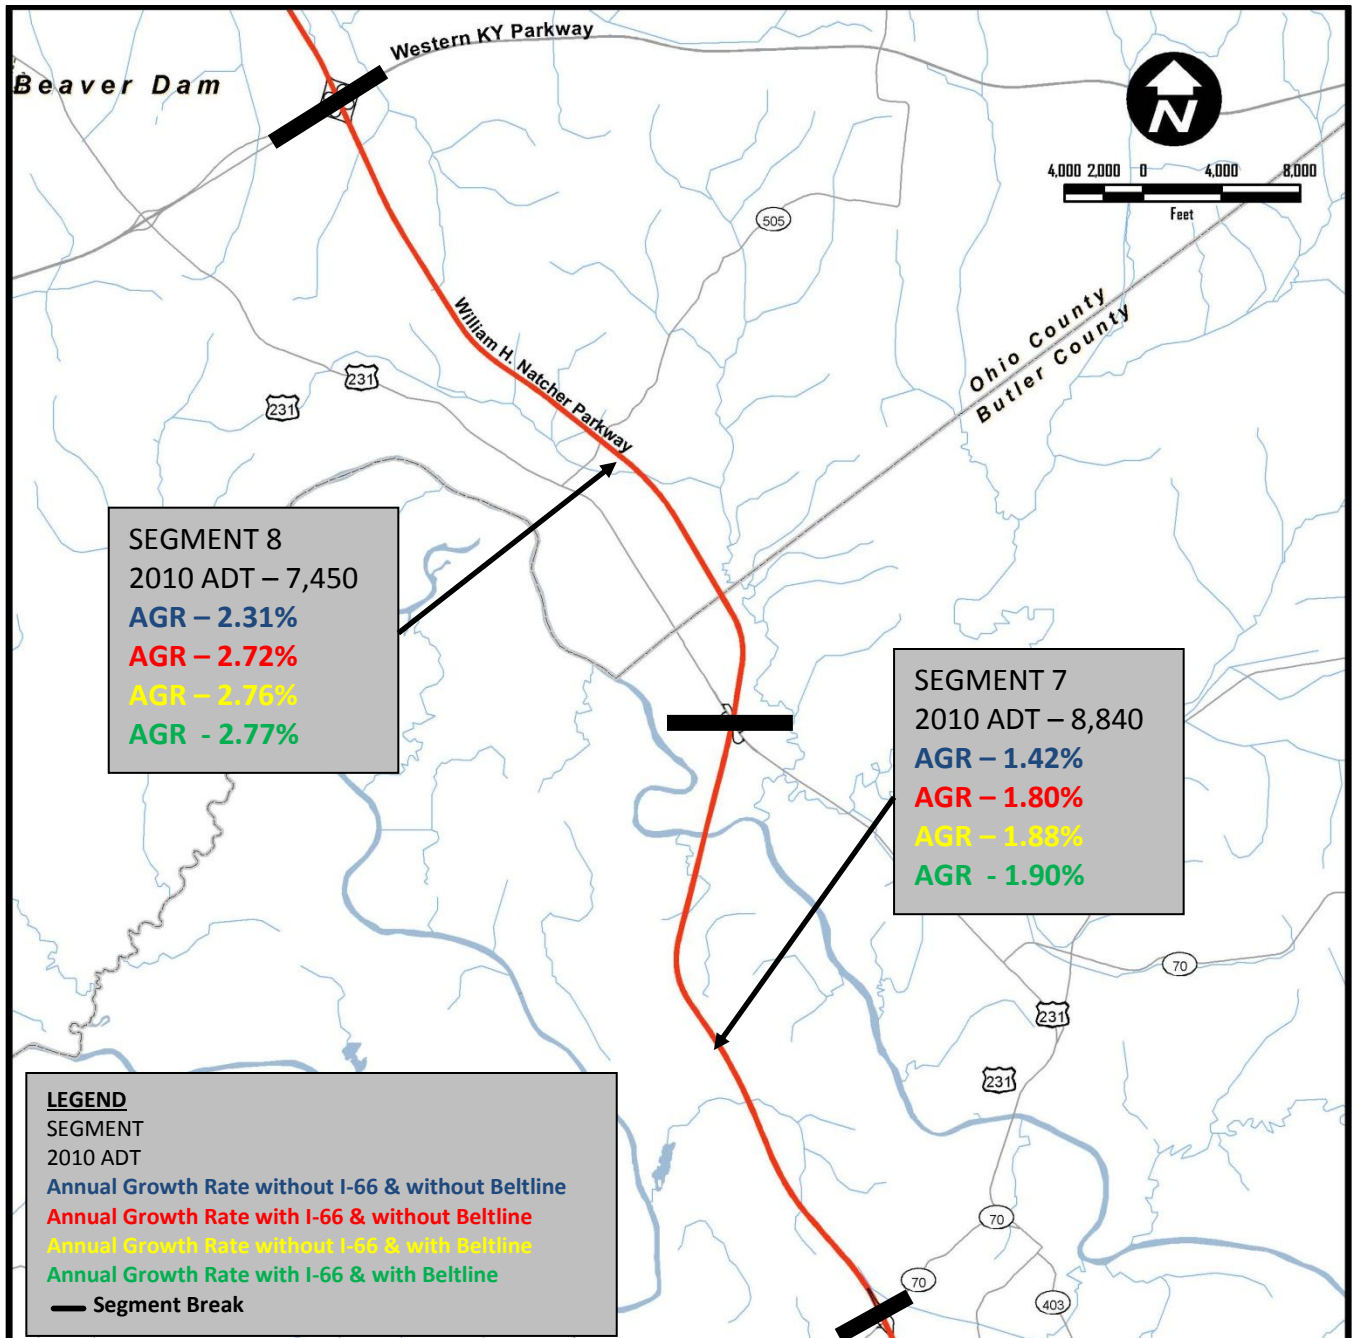 Western KY Parkway
Beaver Dam
N
4,000 2,000 0 4,000 8,000
Feet
505
Ohio County
Butler County
William H. Natcher Parkway
231
231
SEGMENT 8
2010 ADT – 7,450
AGR – 2.31%
AGR – 2.72%
AGR – 2.76%
AGR - 2.77%
SEGMENT 7
2010 ADT – 8,840
AGR – 1.42%
AGR – 1.80%
AGR – 1.88%
AGR - 1.90%
70
231
231
LEGEND
SEGMENT
2010 ADT
Annual Growth Rate without I-66 & without Beltline
Annual Growth Rate with I-66 & without Beltline
Annual Growth Rate without I-66 & with Beltline
Annual Growth Rate with I-66 & with Beltline
Segment Break
70
70
403